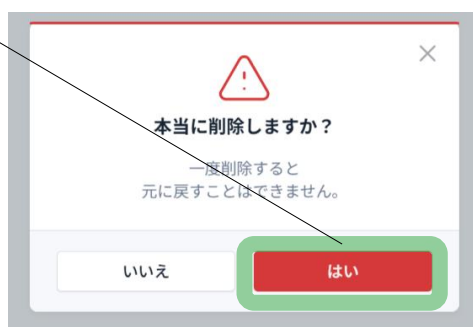 本当に削除しますか？
一度削除すると
元に戻すことはできません。
いいえ
はい